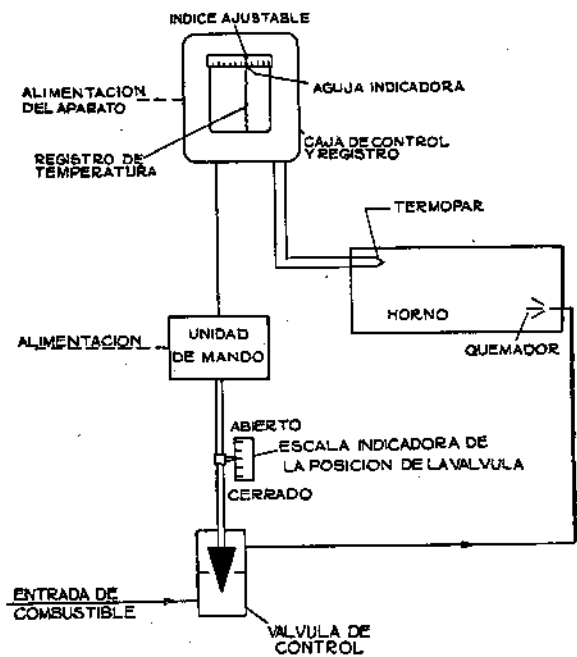 INDICE AJUSTABLE
AGUJA INDICADORA
ALIMENTACION
DEL APARATO
CAJA DE CONTROL
Y REGISTRO
REGISTRO DE
TEMPERATURA
TERMOPAR
HORNO
QUEMADOR
ALIMENTACION
UNIDAD
DE MANDO
ABIERTO
ESCALA INDICADORA DE
LA POSICION DE LA VALVULA
CERRADO
ENTRADA DE
COMBUSTIBLE
VALVULA DE
CONTROL